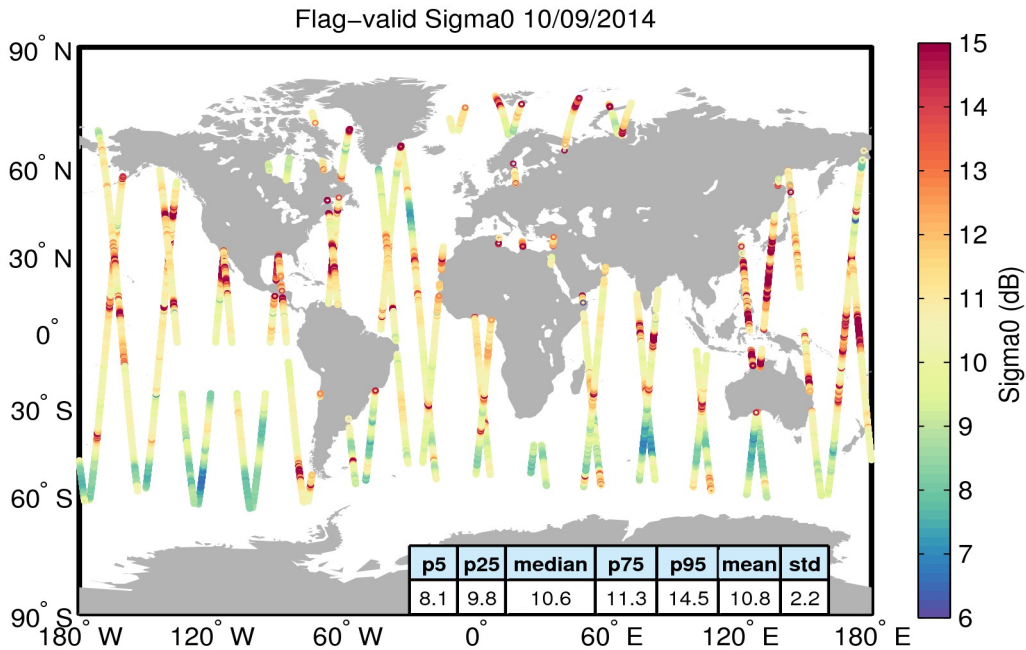 Flag−valid Sigma0 10/09/2014
90° N
60° N
30° N
0°
30° S
60° S
90° S
180° W
120° W
60° W
0°
60° E
120° E
180° E
p5 p25 median p75 p95 mean std
8.1 9.8 10.6 11.3 14.5 10.8 2.2
15
14
13
12
11
10
9
8
7
6
Sigma0 (dB)